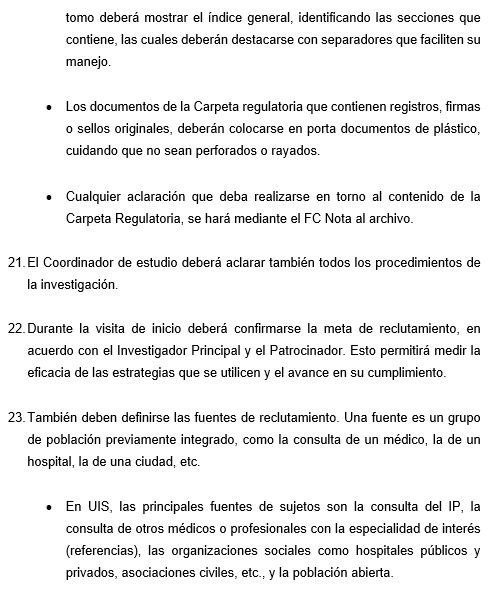 tomo deberá mostrar el índice general, identificando las secciones que
contiene, las cuales deberán destacarse con separadores que faciliten su
manejo.
• Los documentos de la Carpeta regulatoria que contienen registros, firmas
o sellos originales, deberán colocarse en porta documentos de plástico,
cuidando que no sean perforados o rayados.
• Cualquier aclaración que deba realizarse en torno al contenido de la
Carpeta Regulatoria, se hará mediante el FC Nota al archivo.
21. El Coordinador de estudio deberá aclarar también todos los procedimientos de
la investigación.
22. Durante la visita de inicio deberá confirmarse la meta de reclutamiento, en
acuerdo con el Investigador Principal y el Patrocinador. Esto permitirá medir la
eficacia de las estrategias que se utilicen y el avance en su cumplimiento.
23. También deben definirse las fuentes de reclutamiento. Una fuente es un grupo
de población previamente integrado, como la consulta de un médico, la de un
hospital, la de una ciudad, etc.
• En UIS, las principales fuentes de sujetos son la consulta del IP, la
consulta de otros médicos o profesionales con la especialidad de interés
(referencias), las organizaciones sociales como hospitales públicos y
privados, asociaciones civiles, etc., y la población abierta.